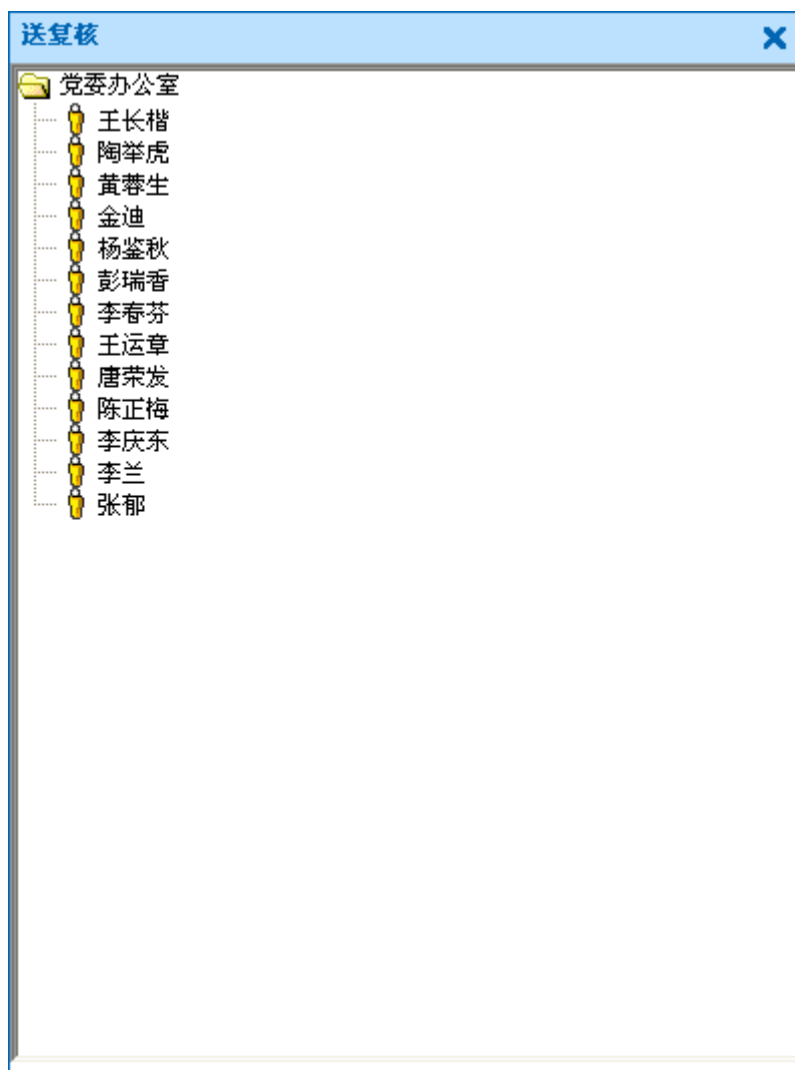 送复核
党委办公室
王长楷
陶举虎
黄蓉生
金迪
杨鉴秋
彭瑞香
李春芬
王运章
唐荣发
陈正梅
李庆东
李兰
张郁